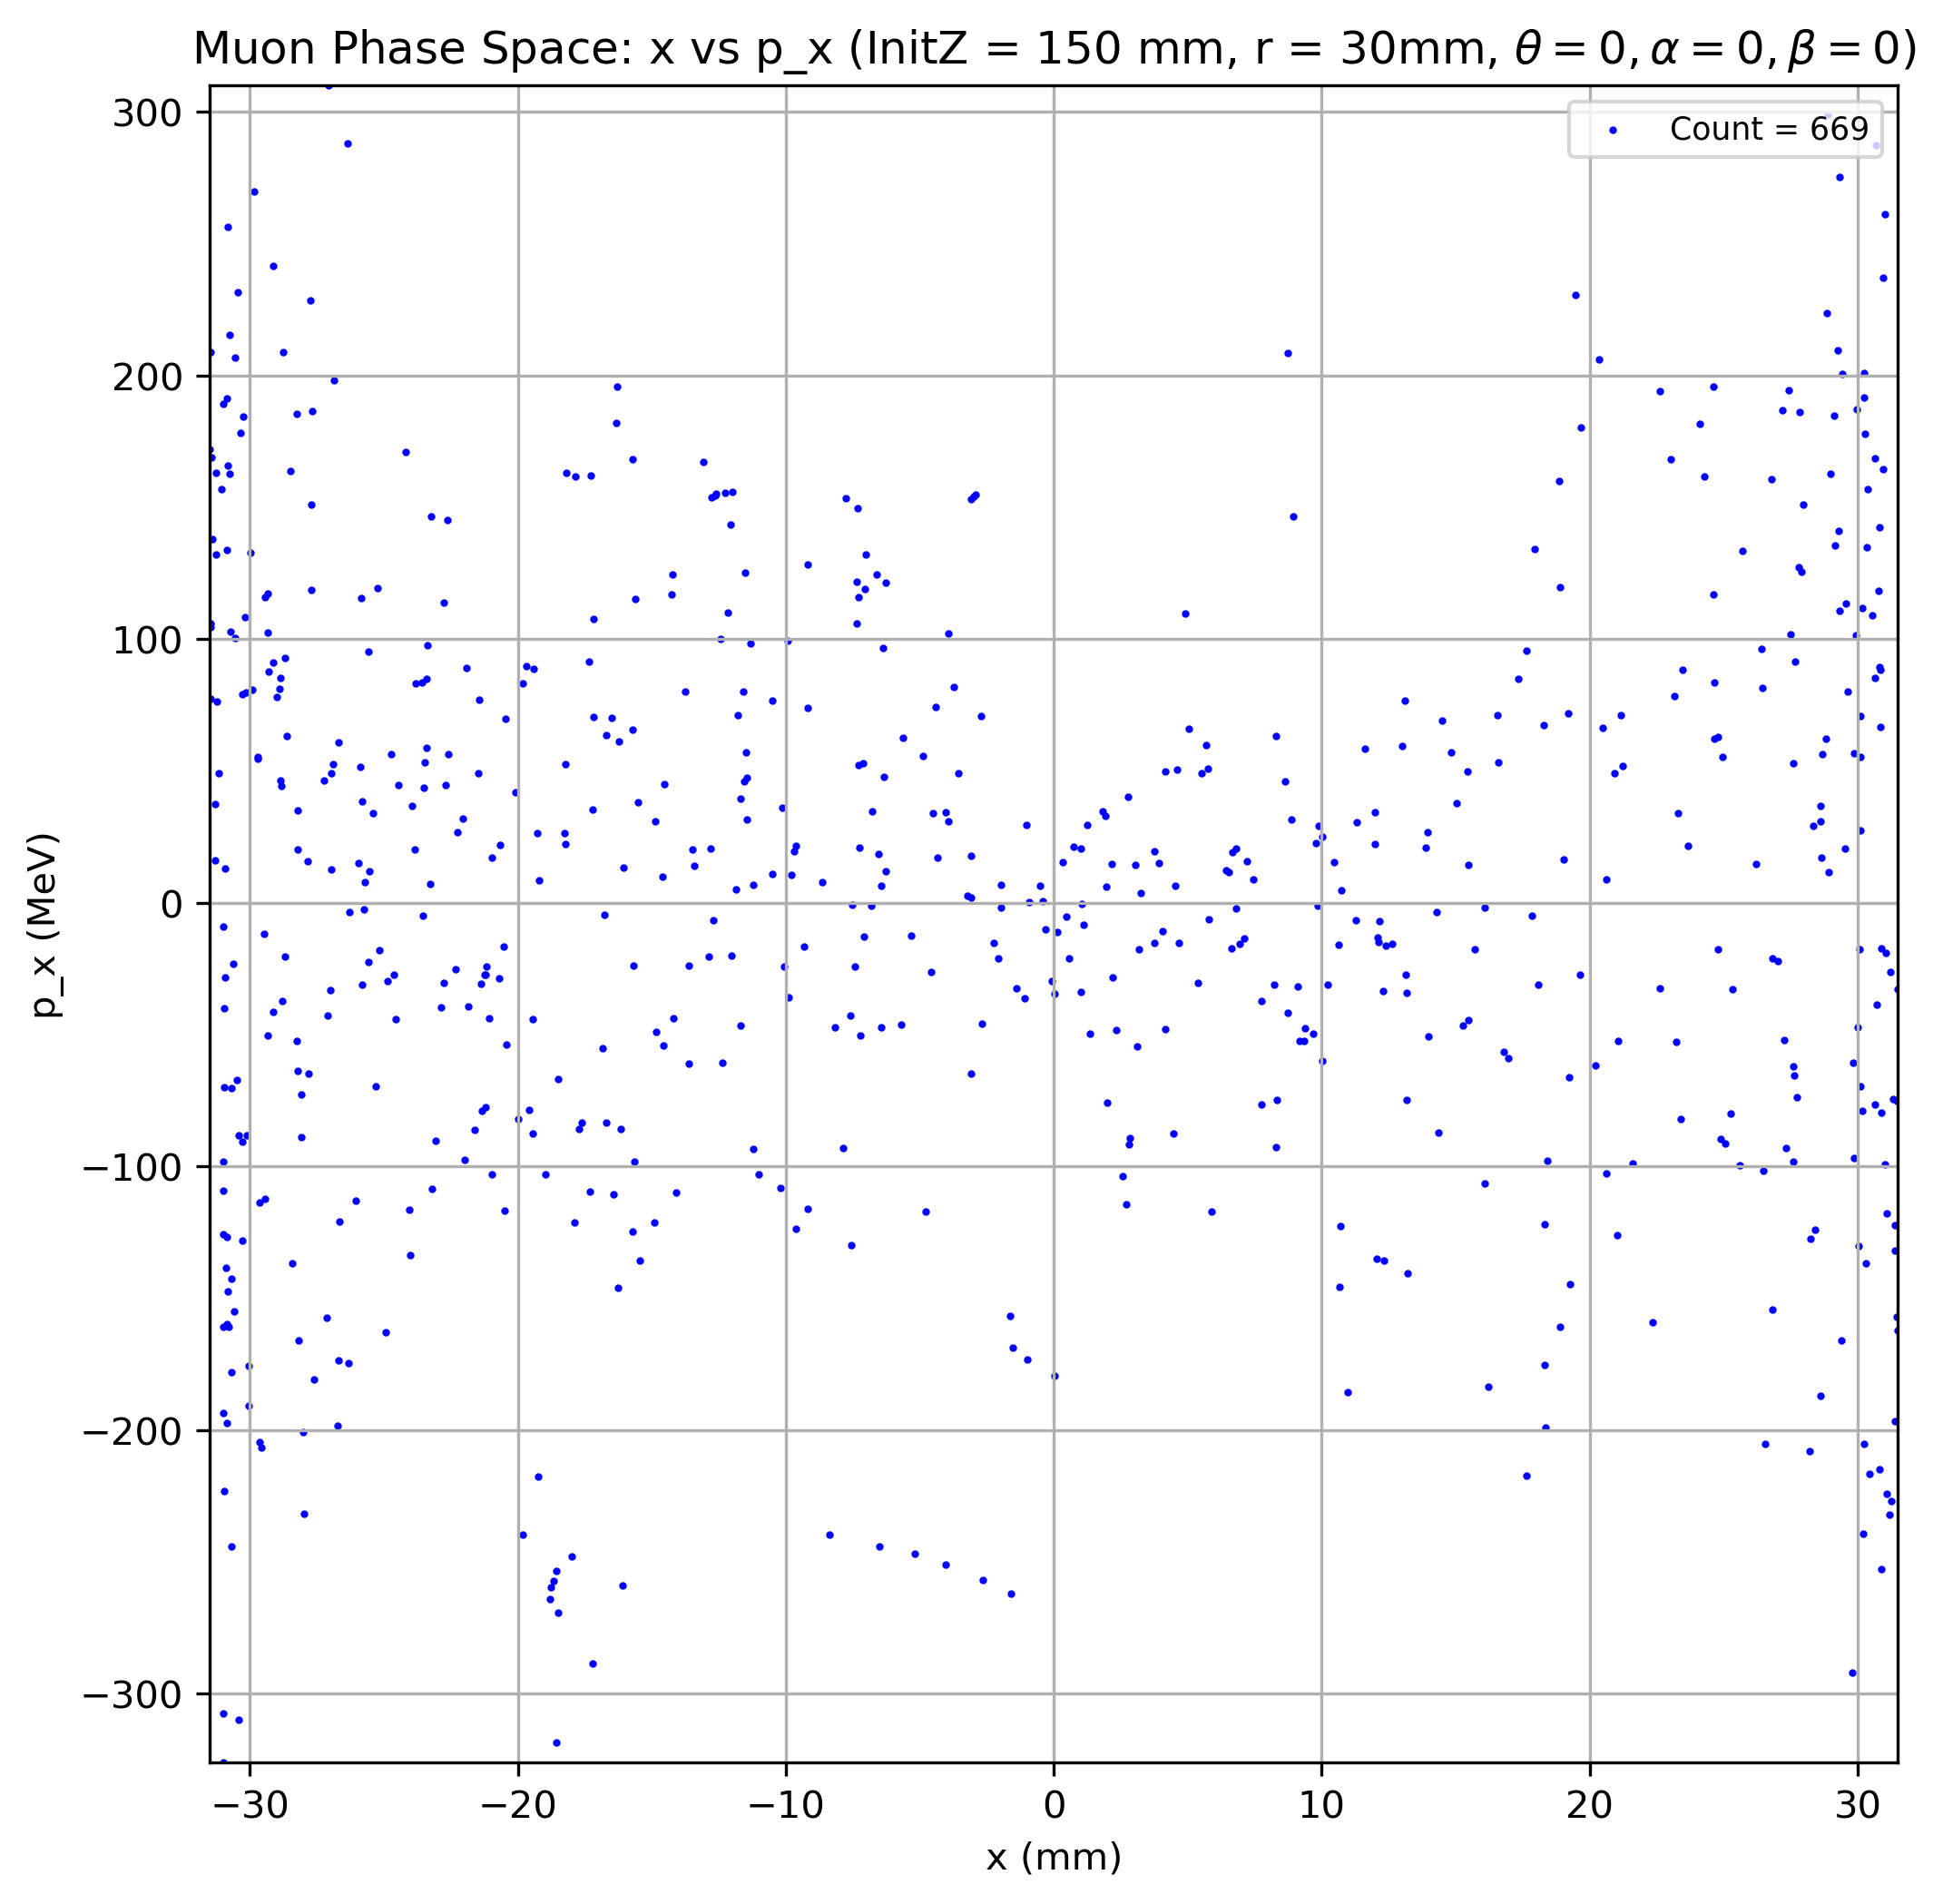 Muon Phase Space: x vs p_x (InitZ = 150 mm, r = 30mm, θ = 0, α = 0, β = 0)
Count = 669
300
200
100
0
−100
−200
−300
p_x (MeV)
−30 −20 −10 0 10 20 30
x (mm)